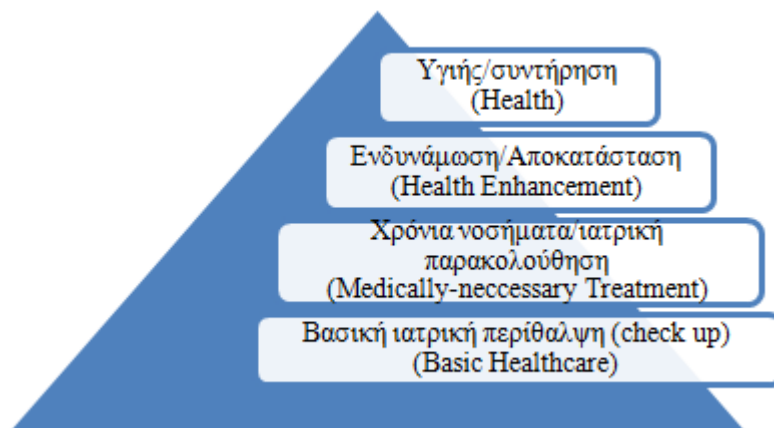 Υγιής/συντήρηση
(Health)
Ενδυνάμωση/Αποκατάσταση
(Health Enhancement)
Χρόνια νοσήματα/ιατρική
παρακολούθηση
(Medically-neccessary Treatment)
Βασική ιατρική περίθαλψη (check up)
(Basic Healthcare)